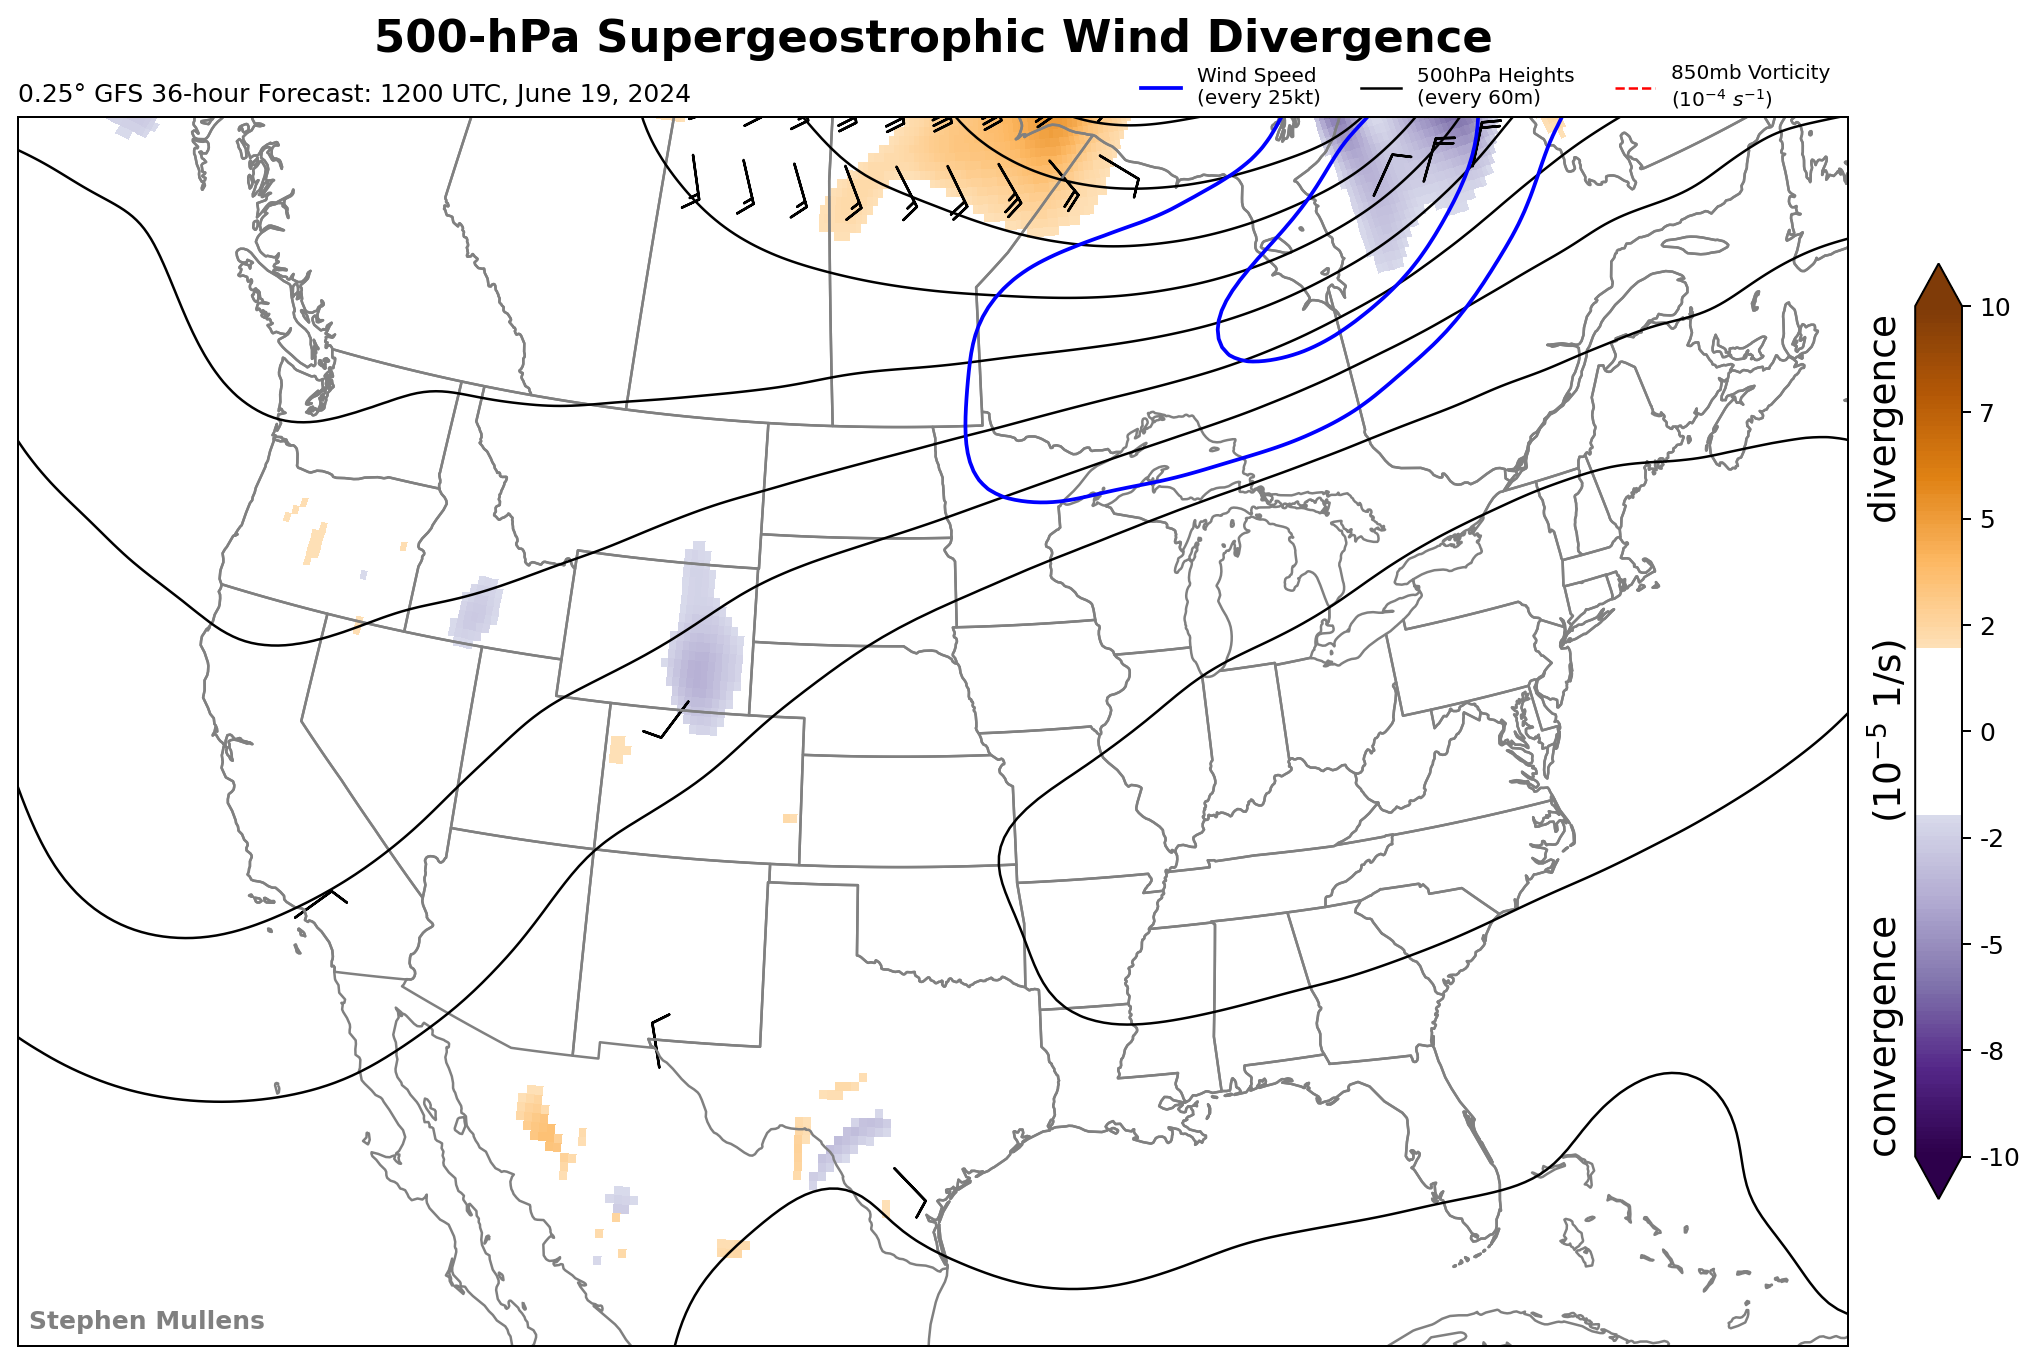 500-hPa Supergeostrophic Wind Divergence
0.25° GFS 36-hour Forecast: 1200 UTC, June 19, 2024
Wind Speed
(every 25kt)
500hPa Heights
(every 60m)
850mb Vorticity
(10⁻⁴ s⁻¹)
10
7
5
2
0
-2
-5
-8
-10
convergence (10⁻⁵ 1/s) divergence
Stephen Mullens